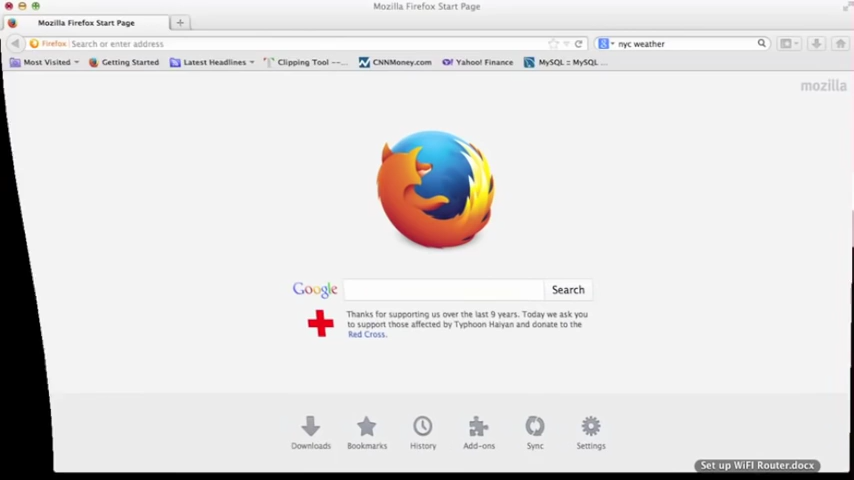 Mozilla Firefox Start Page
Mozilla Firefox Start Page
Firefox Search or enter address nyc weather
Most Visited Getting Started Latest Headlines Clipping Tool —... CNNMoney.com Yahoo! Finance MySQL :: MySQL ...
mozilla
Google Search
Thanks for supporting us over the last 9 years. Today we ask you
to support those affected by Typhoon Haiyan and donate to the
Red Cross.
Downloads Bookmarks History Add-ons Sync Settings
Set up WiFI Router.docx